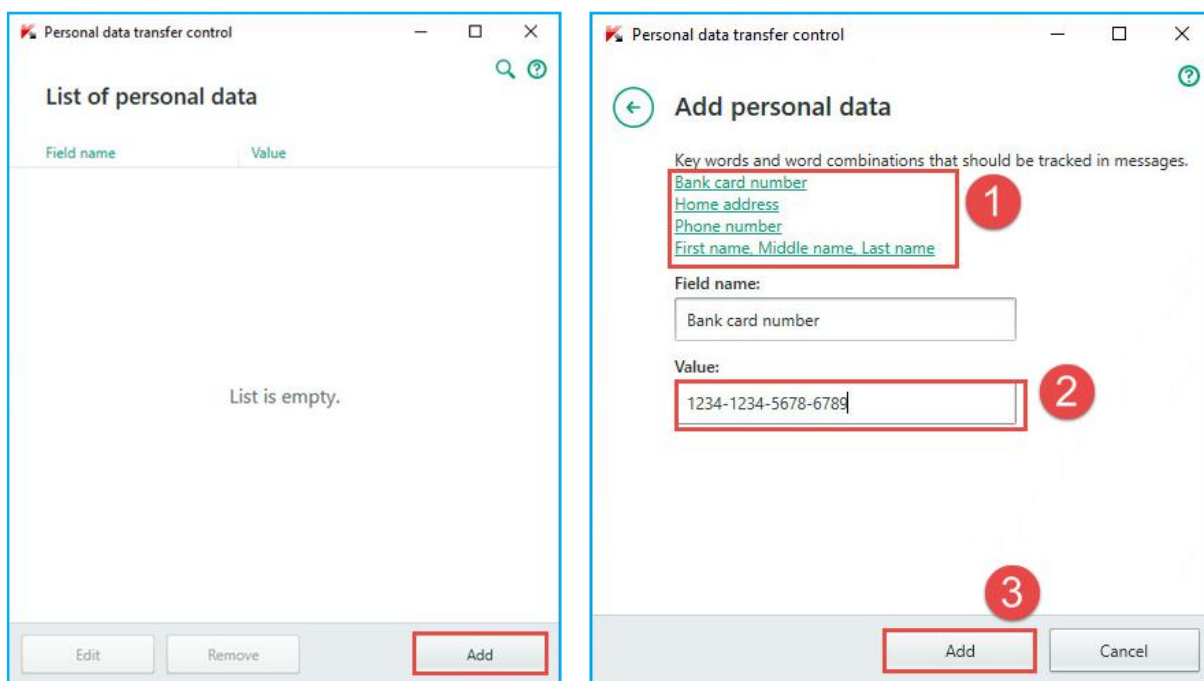 Personal data transfer control
List of personal data
Field name Value
List is empty.
Edit Remove Add
Personal data transfer control
Add personal data
Key words and word combinations that should be tracked in messages.
Bank card number
Home address
Phone number
First name, Middle name, Last name
1
Field name:
Bank card number
Value:
1234-1234-5678-6789
2
3
Add Cancel